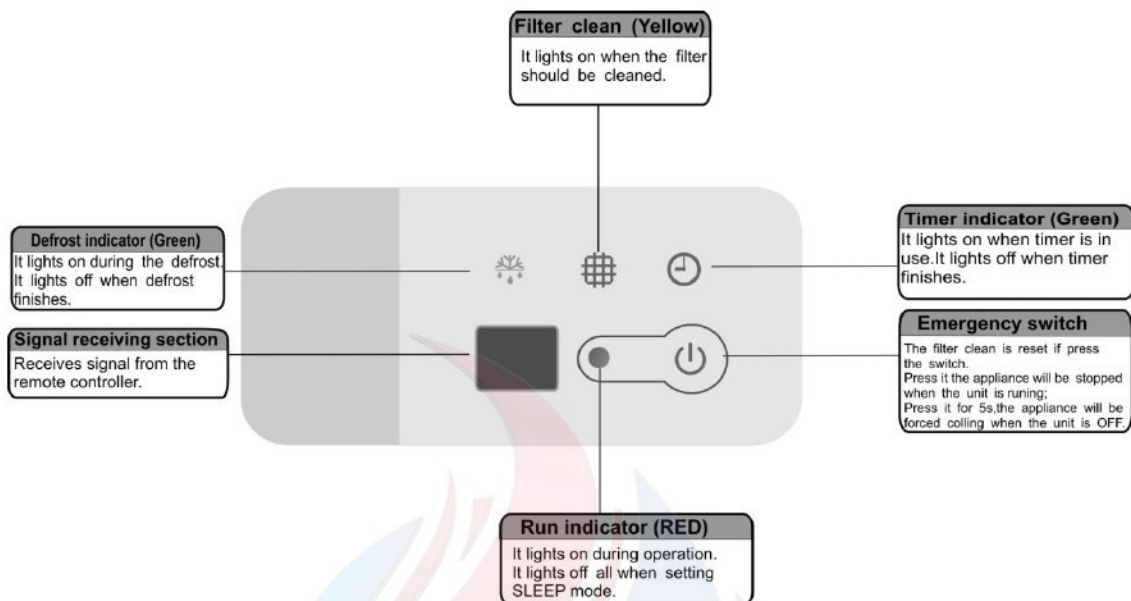 Filter clean (Yellow)
It lights on when the filter
should be cleaned.
Defrost indicator (Green)
It lights on during the defrost.
It lights off when defrost
finishes.
Timer indicator (Green)
It lights on when timer is in
use.It lights off when timer
finishes.
Signal receiving section
Receives signal from the
remote controller.
Emergency switch
The filter clean is reset if press
the switch.
Press it the appliance will be stopped
when the unit is runing;
Press it for 5s,the appliance will be
forced colling when the unit is OFF.
Run indicator (RED)
It lights on during operation.
It lights off all when setting
SLEEP mode.